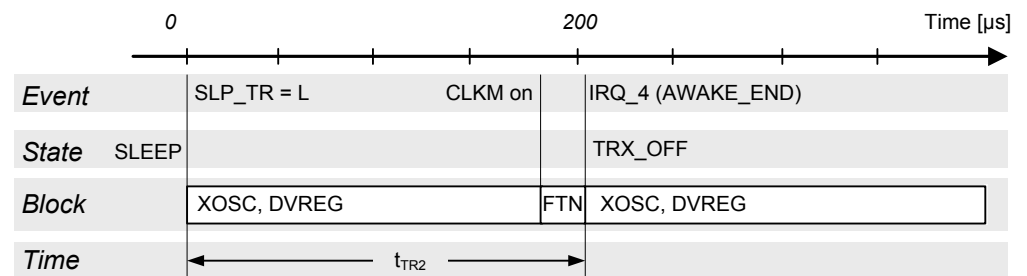 0 200 Time [µs]
Event SLP_TR = L CLKM on IRQ_4 (AWAKE_END)
State SLEEP TRX_OFF
Block XOSC, DVREG FTN XOSC, DVREG
Time tTR2